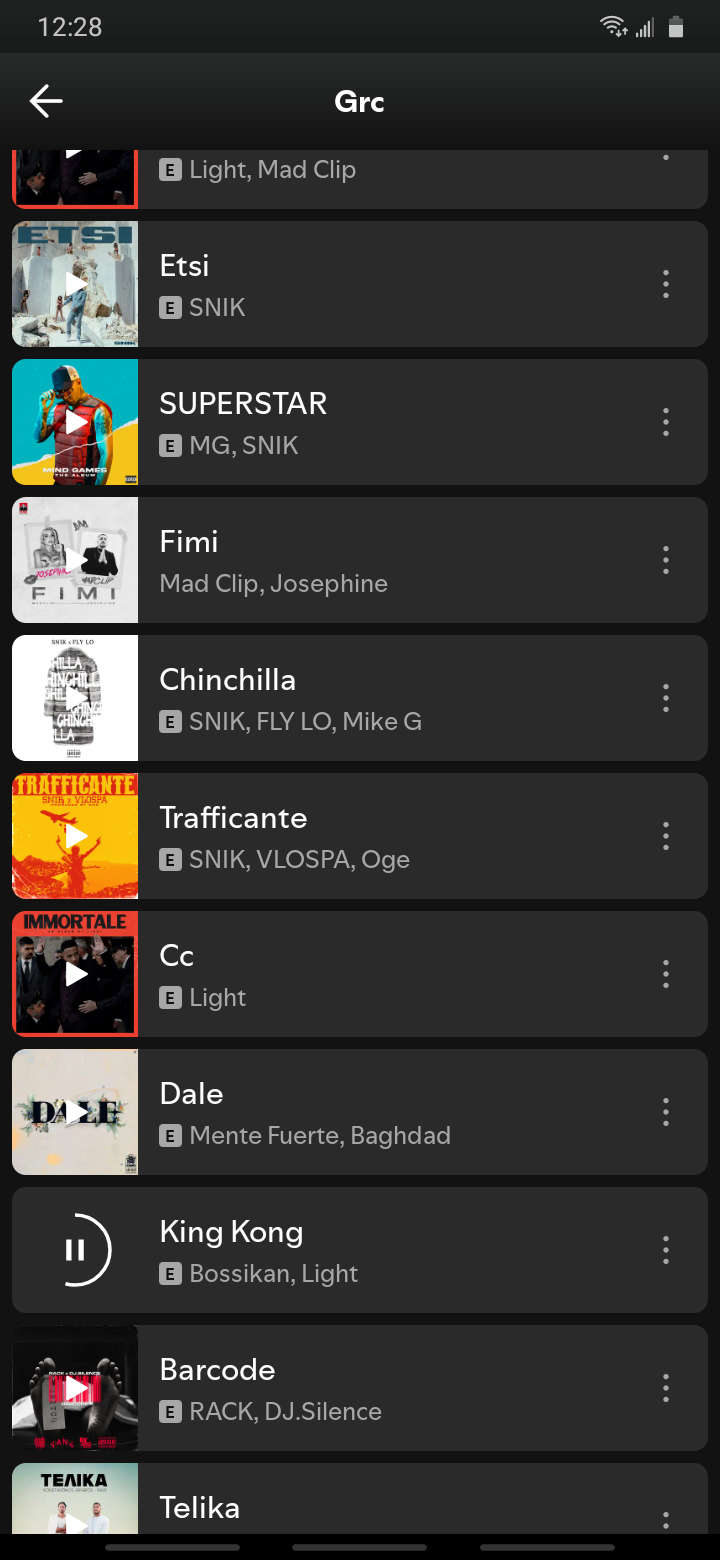 12:28
Grc
E Light, Mad Clip
ETSI
Etsi
E SNIK
SUPERSTAR
E MG, SNIK
MIND GAMES
THE ALBUM
Fimi
Mad Clip, Josephine
FIMI
SNIK x FLY LO
Chinchilla
E SNIK, FLY LO, Mike G
TRAFFICANTE
SNIK x VLOSPA
Trafficante
E SNIK, VLOSPA, Oge
IMMORTALE
Cc
E Light
DALE
Dale
E Mente Fuerte, Baghdad
King Kong
E Bossikan, Light
Barcode
E RACK, DJ.Silence
RACK x DJ.SILENCE
ΤΕΛΙΚΑ
Telika